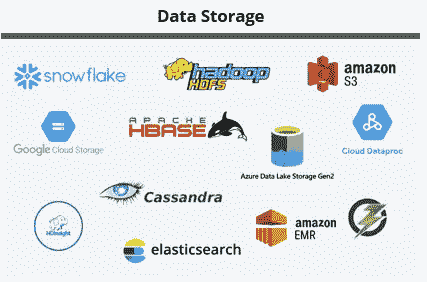 Data Storage
snowflake
hadoop
HDFS
amazon
S3
Google Cloud Storage
APACHE
HBASE
Azure Data Lake Storage Gen2
Cloud Dataproc
Cassandra
HDInsight
elasticsearch
amazon
EMR